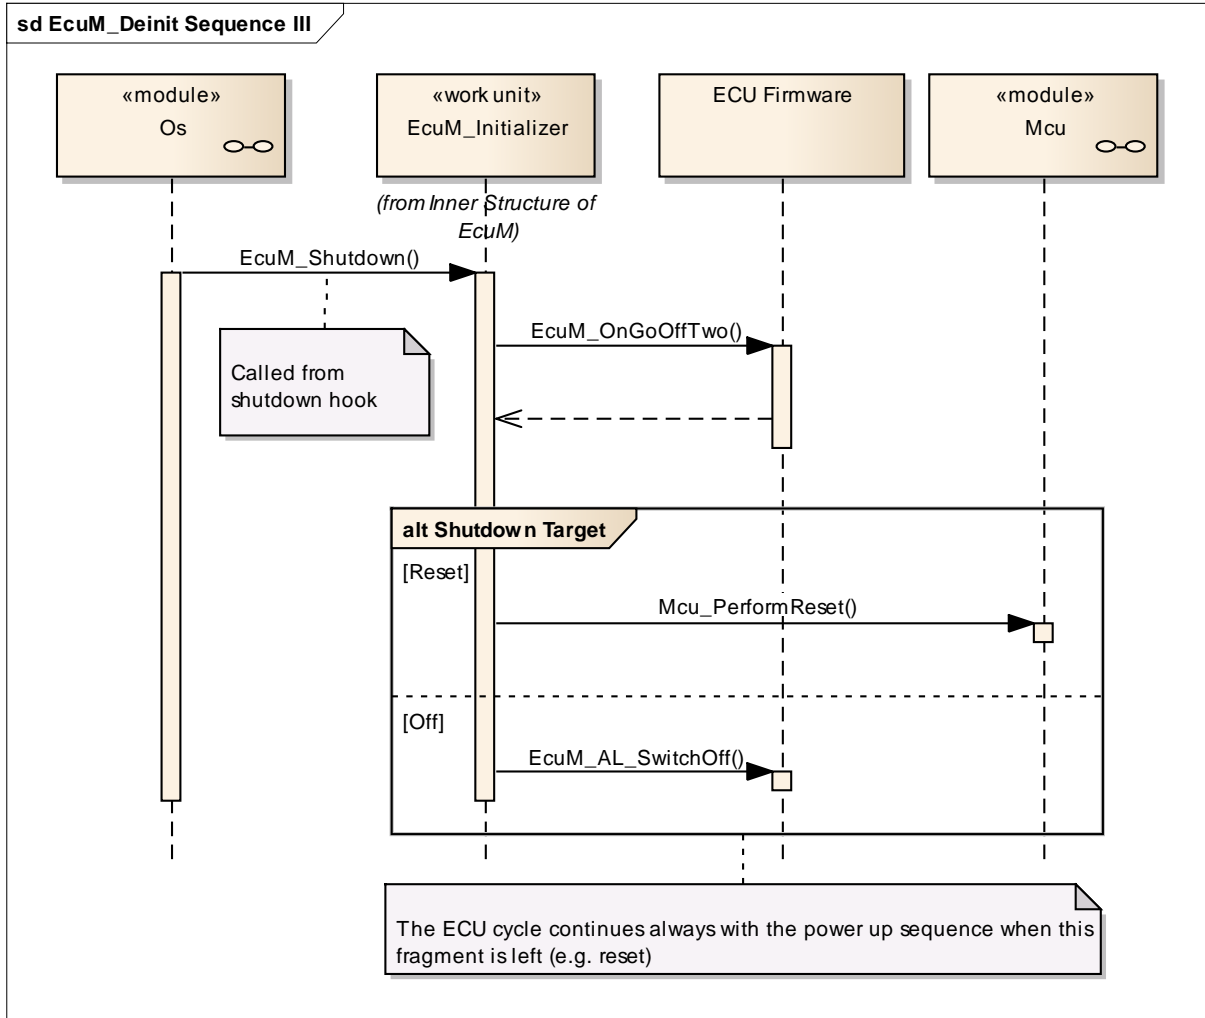 sd EcuM_Deinit Sequence III
«module»
Os
«work unit»
EcuM_Initializer
ECU Firmware
«module»
Mcu
(from Inner Structure of
EcuM)
EcuM_Shutdown()
EcuM_OnGoOffTwo()
Called from
shutdown hook
alt Shutdown Target
[Reset]
Mcu_PerformReset()
[Off]
EcuM_AL_SwitchOff()
The ECU cycle continues always with the power up sequence when this
fragment is left (e.g. reset)